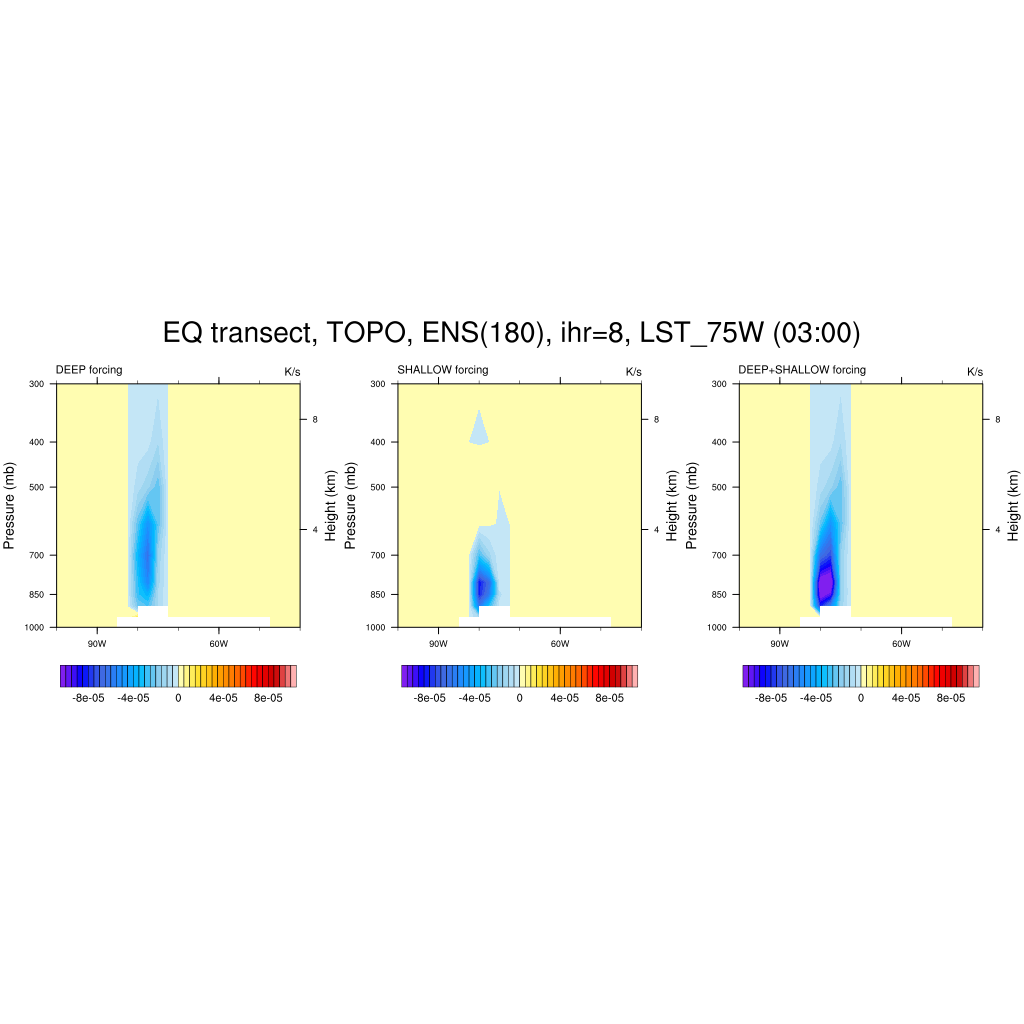 EQ transect, TOPO, ENS(180), ihr=8, LST_75W (03:00)
DEEP forcing K/s
300
400
500
700
850
1000
Pressure (mb)
8
4
Height (km)
90W 60W
-8e-05 -4e-05 0 4e-05 8e-05
SHALLOW forcing K/s
300
400
500
700
850
1000
Pressure (mb)
8
4
Height (km)
90W 60W
-8e-05 -4e-05 0 4e-05 8e-05
DEEP+SHALLOW forcing K/s
300
400
500
700
850
1000
Pressure (mb)
8
4
Height (km)
90W 60W
-8e-05 -4e-05 0 4e-05 8e-05